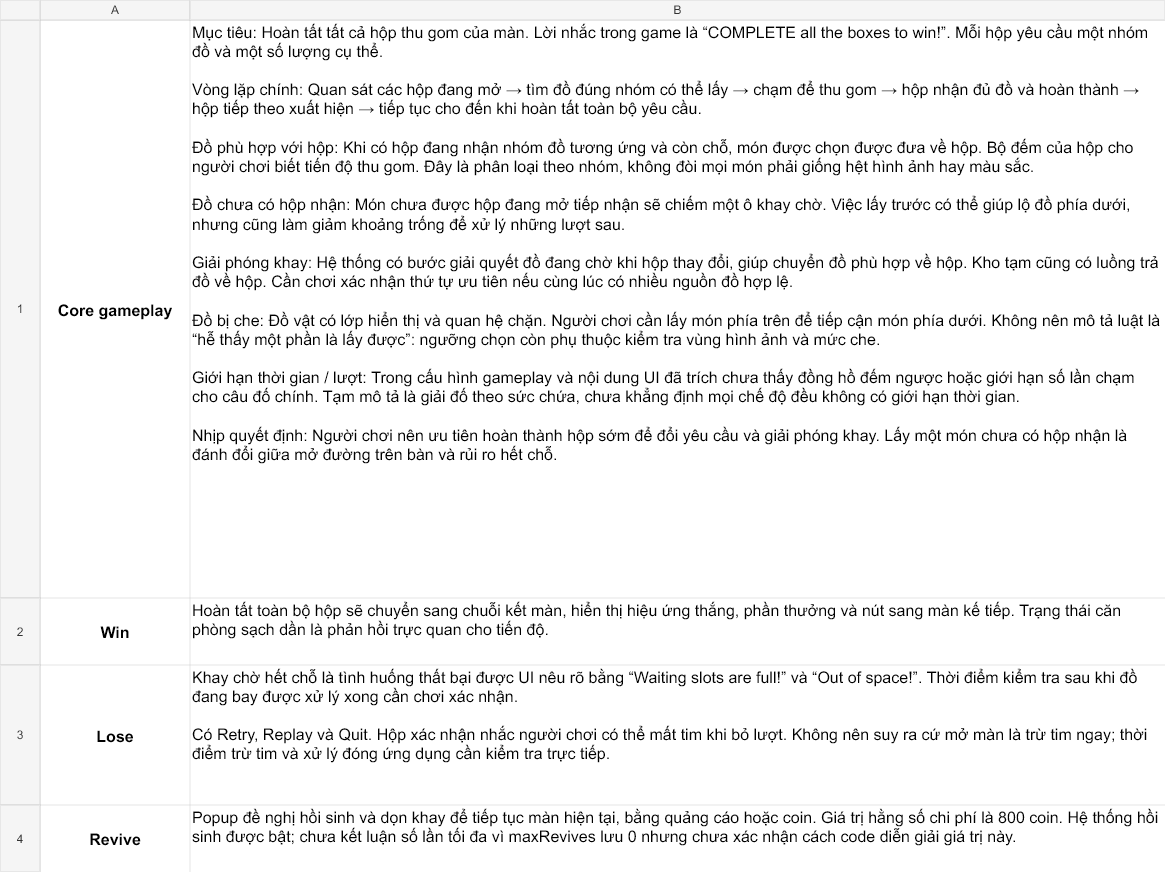 A
B
1
Core gameplay
Mục tiêu: Hoàn tất tất cả hộp thu gom của màn. Lời nhắc trong game là “COMPLETE all the boxes to win!”. Mỗi hộp yêu cầu một nhóm
đồ và một số lượng cụ thể.
Vòng lặp chính: Quan sát các hộp đang mở → tìm đồ đúng nhóm có thể lấy → chạm để thu gom → hộp nhận đủ đồ và hoàn thành →
hộp tiếp theo xuất hiện → tiếp tục cho đến khi hoàn tất toàn bộ yêu cầu.
Đồ phù hợp với hộp: Khi có hộp đang nhận nhóm đồ tương ứng và còn chỗ, món được chọn được đưa về hộp. Bộ đếm của hộp cho
người chơi biết tiến độ thu gom. Đây là phân loại theo nhóm, không đòi mọi món phải giống hệt hình ảnh hay màu sắc.
Đồ chưa có hộp nhận: Món chưa được hộp đang mở tiếp nhận sẽ chiếm một ô khay chờ. Việc lấy trước có thể giúp lộ đồ phía dưới,
nhưng cũng làm giảm khoảng trống để xử lý những lượt sau.
Giải phóng khay: Hệ thống có bước giải quyết đồ đang chờ khi hộp thay đổi, giúp chuyển đồ phù hợp về hộp. Kho tạm cũng có luồng trả
đồ về hộp. Cần chơi xác nhận thứ tự ưu tiên nếu cùng lúc có nhiều nguồn đồ hợp lệ.
Đồ bị che: Đồ vật có lớp hiển thị và quan hệ chặn. Người chơi cần lấy món phía trên để tiếp cận món phía dưới. Không nên mô tả luật là
“hễ thấy một phần là lấy được”: ngưỡng chọn còn phụ thuộc kiểm tra vùng hình ảnh và mức che.
Giới hạn thời gian / lượt: Trong cấu hình gameplay và nội dung UI đã trích chưa thấy đồng hồ đếm ngược hoặc giới hạn số lần chạm
cho câu đố chính. Tạm mô tả là giải đố theo sức chứa, chưa khẳng định mọi chế độ đều không có giới hạn thời gian.
Nhịp quyết định: Người chơi nên ưu tiên hoàn thành hộp sớm để đổi yêu cầu và giải phóng khay. Lấy một món chưa có hộp nhận là
đánh đổi giữa mở đường trên bàn và rủi ro hết chỗ.
2
Win
Hoàn tất toàn bộ hộp sẽ chuyển sang chuỗi kết màn, hiển thị hiệu ứng thắng, phần thưởng và nút sang màn kế tiếp. Trạng thái căn
phòng sạch dần là phản hồi trực quan cho tiến độ.
3
Lose
Khay chờ hết chỗ là tình huống thất bại được UI nêu rõ bằng “Waiting slots are full!” và “Out of space!”. Thời điểm kiểm tra sau khi đồ
đang bay được xử lý xong cần chơi xác nhận.
Có Retry, Replay và Quit. Hộp xác nhận nhắc người chơi có thể mất tim khi bỏ lượt. Không nên suy ra cứ mở màn là trừ tim ngay; thời
điểm trừ tim và xử lý đóng ứng dụng cần kiểm tra trực tiếp.
4
Revive
Popup đề nghị hồi sinh và dọn khay để tiếp tục màn hiện tại, bằng quảng cáo hoặc coin. Giá trị hằng số chi phí là 800 coin. Hệ thống hồi
sinh được bật; chưa kết luận số lần tối đa vì maxRevives lưu 0 nhưng chưa xác nhận cách code diễn giải giá trị này.